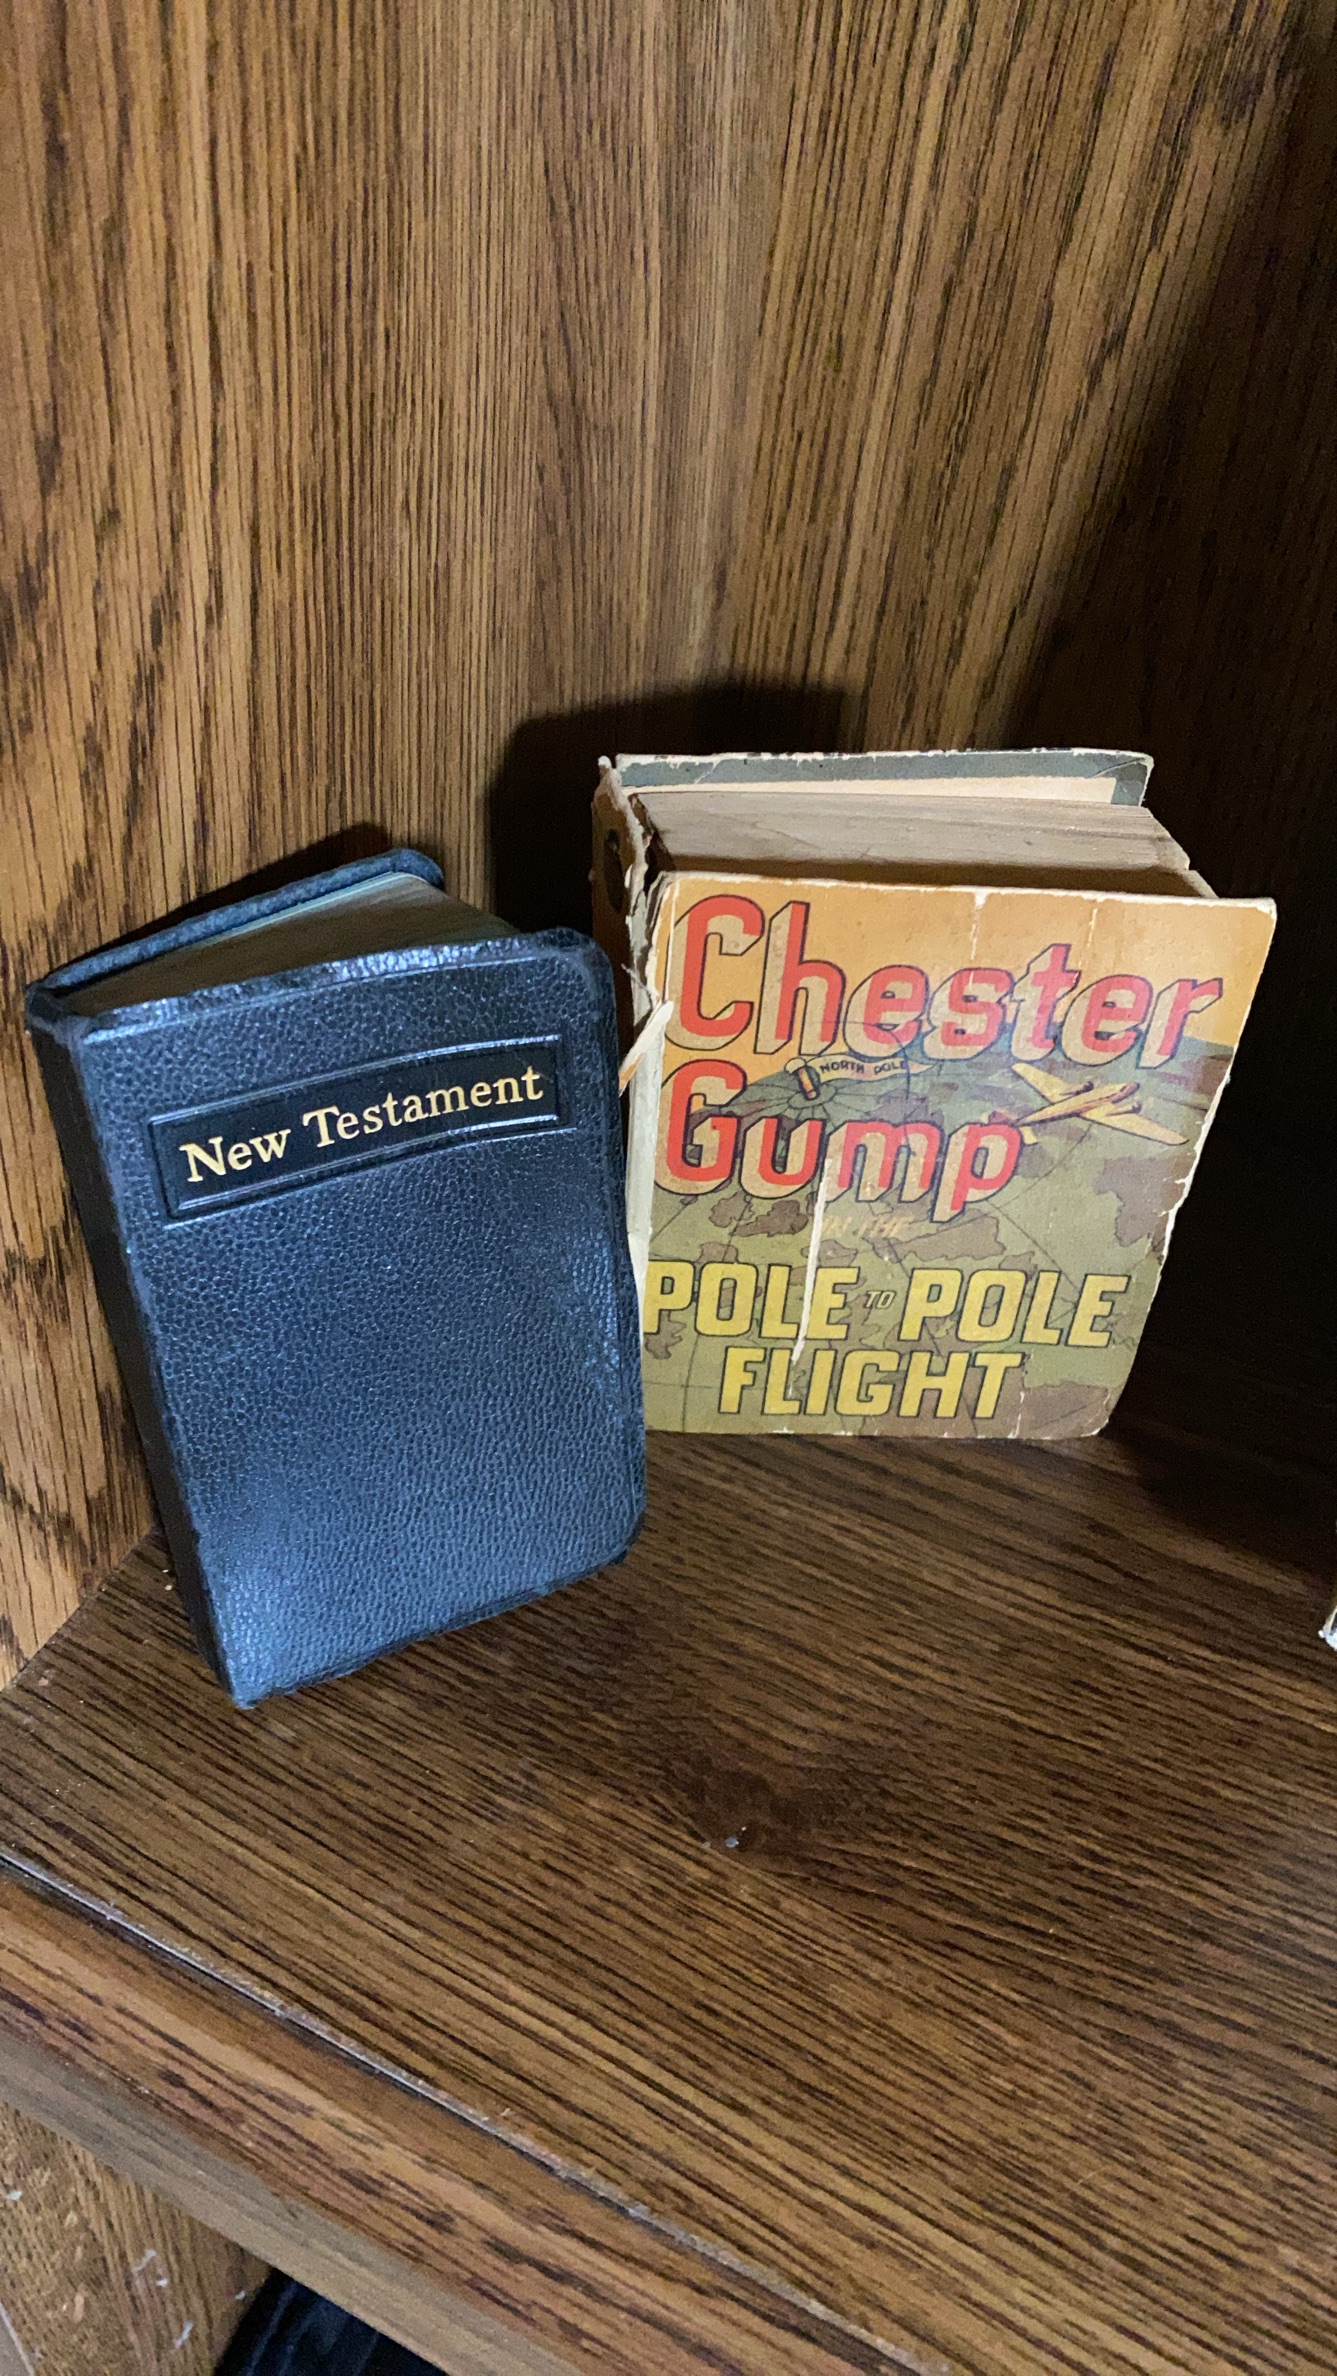 New Testament
Chester
Gump
NORTH POLE
IN THE
POLE TO POLE
FLIGHT